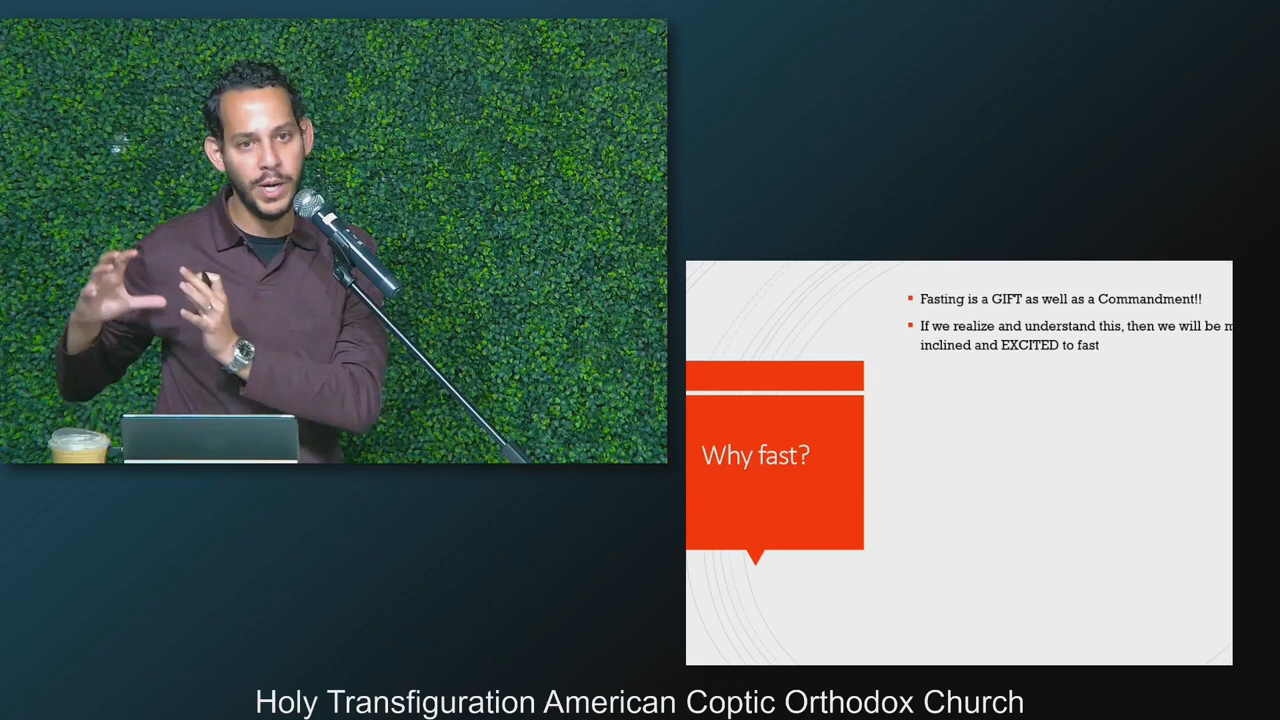 Fasting is a GIFT as well as a Commandment!!
If we realize and understand this, then we will be
inclined and EXCITED to fast
Why fast?
Holy Transfiguration American Coptic Orthodox Church